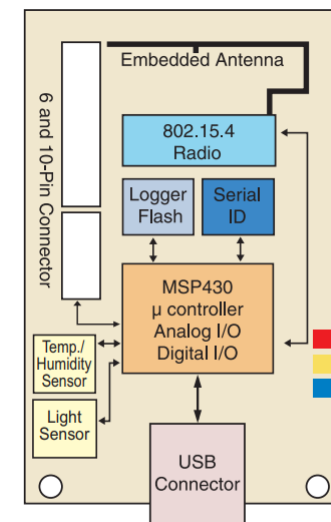 Embedded Antenna
6 and 10-Pin Connector
802.15.4
Radio
Logger
Flash
Serial
ID
MSP430
µ controller
Analog I/O
Digital I/O
Temp./
Humidity
Sensor
Light
Sensor
USB
Connector